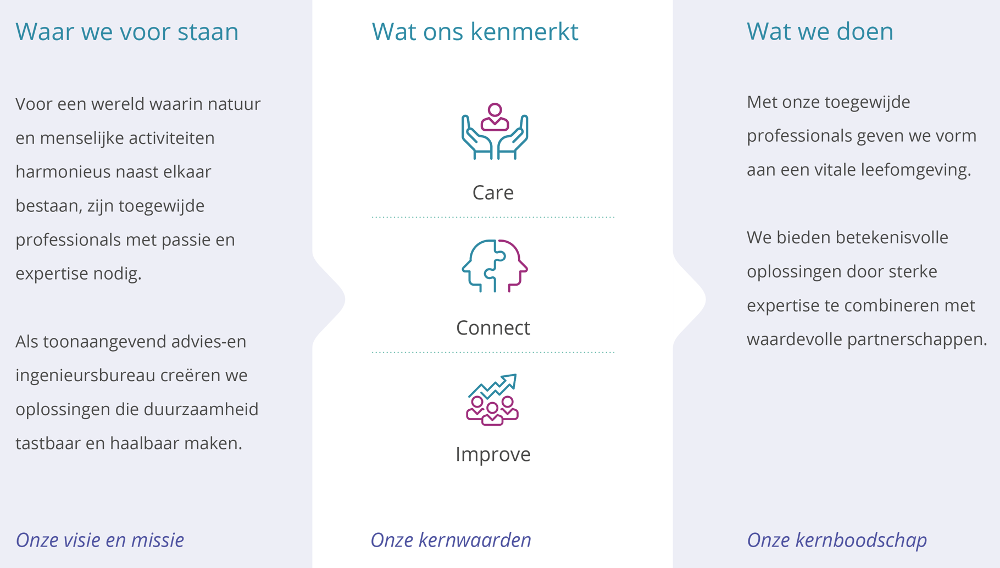 Waar we voor staan
Voor een wereld waarin natuur
en menselijke activiteiten
harmonieus naast elkaar
bestaan, zijn toegewijde
professionals met passie en
expertise nodig.
Als toonaangevend advies-en
ingenieursbureau creëren we
oplossingen die duurzaamheid
tastbaar en haalbaar maken.
Onze visie en missie
Wat ons kenmerkt
Care
Connect
Improve
Onze kernwaarden
Wat we doen
Met onze toegewijde
professionals geven we vorm
aan een vitale leefomgeving.
We bieden betekenisvolle
oplossingen door sterke
expertise te combineren met
waardevolle partnerschappen.
Onze kernboodschap